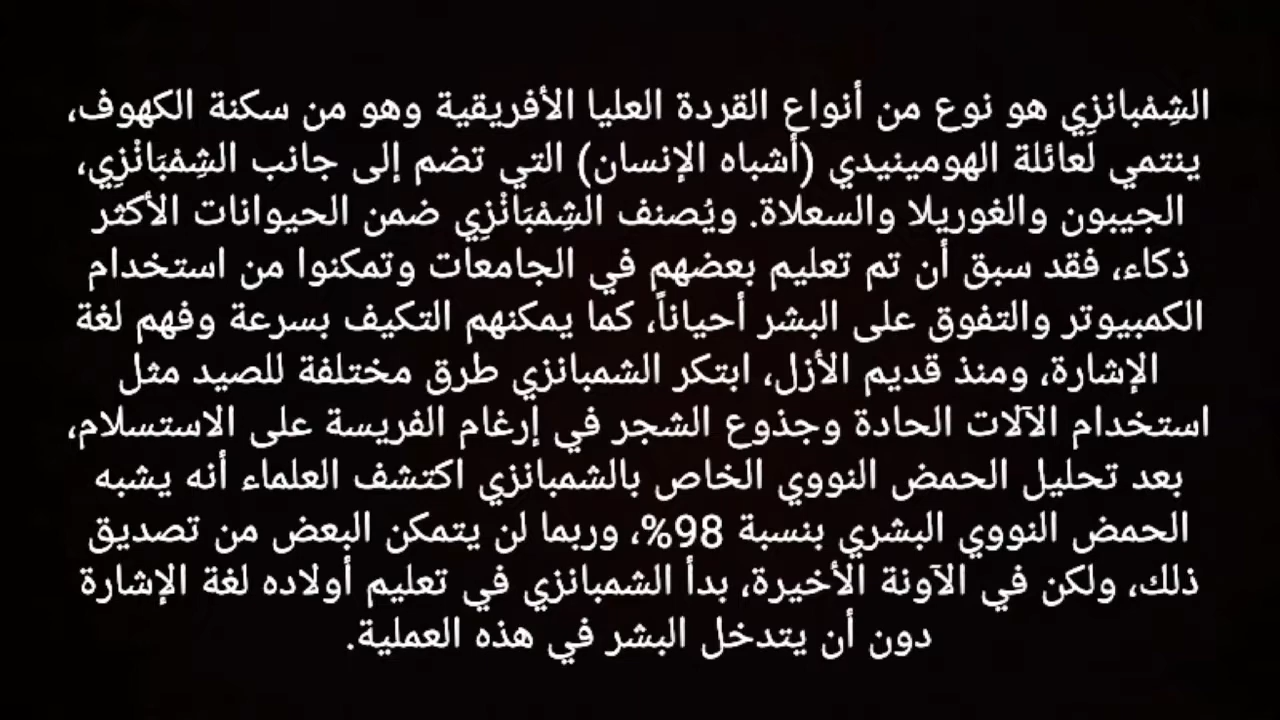 الشِمْبانزِي هو نوع من أنواع القردة العليا الأفريقية وهو من سكنة الكهوف،
ينتمي لَعائلة الهومينيدي (أشباه الإنسان) التي تضم إلى جانب الشِمْبَانْزِي،
الجيبون والغوريلا والسعلاة. ويُصنف الشِمْبَانْزِي ضمن الحيوانات الأكثر
ذكاء، فقد سبق أن تم تعليم بعضهم في الجامعات وتمكنوا من استخدام
الكمبيوتر والتفوق على البشر أحياناً، كما يمكنهم التكيف بسرعة وفهم لغة
الإشارة، ومنذ قديم الأزل، ابتكر الشمبانزي طرق مختلفة للصيد مثل
استخدام الآلات الحادة وجذوع الشجر في إرغام الفريسة على الاستسلام،
بعد تحليل الحمض النووي الخاص بالشمبانزي اكتشف العلماء أنه يشبه
الحمض النووي البشري بنسبة 98%، وربما لن يتمكن البعض من تصديق
ذلك، ولكن في الآونة الأخيرة، بدأ الشمبانزي في تعليم أولاده لغة الإشارة
دون أن يتدخل البشر في هذه العملية.